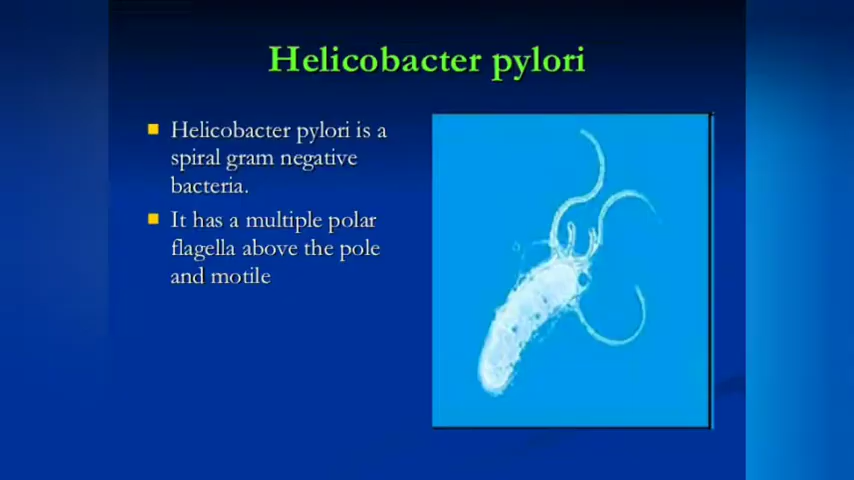 Helicobacter pylori
Helicobacter pylori is a
spiral gram negative
bacteria.
It has a multiple polar
flagella above the pole
and motile